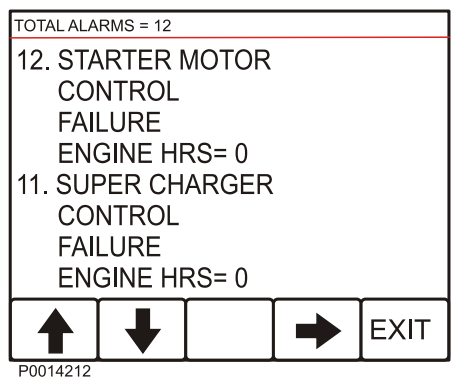 TOTAL ALARMS = 12
12. STARTER MOTOR
CONTROL
FAILURE
ENGINE HRS= 0
11. SUPER CHARGER
CONTROL
FAILURE
ENGINE HRS= 0
EXIT
P0014212